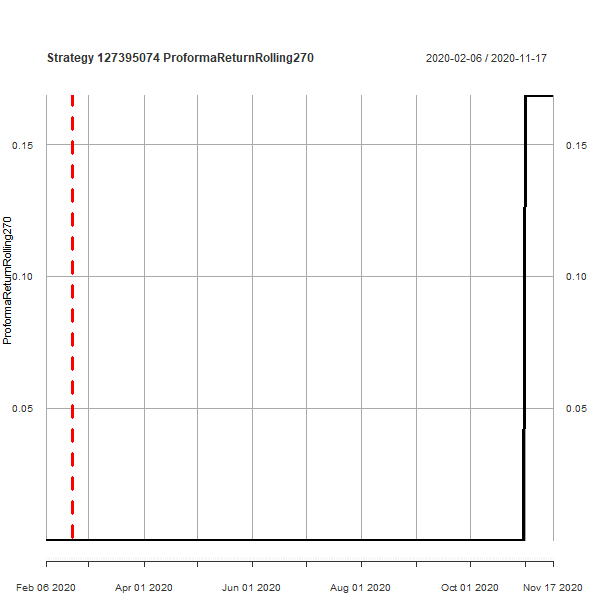 Strategy 127395074 ProformaReturnRolling270
2020-02-06 / 2020-11-17
ProformaReturnRolling270
0.15
0.15
0.10
0.10
0.05
0.05
Feb 06 2020
Apr 01 2020
Jun 01 2020
Aug 01 2020
Oct 01 2020
Nov 17 2020